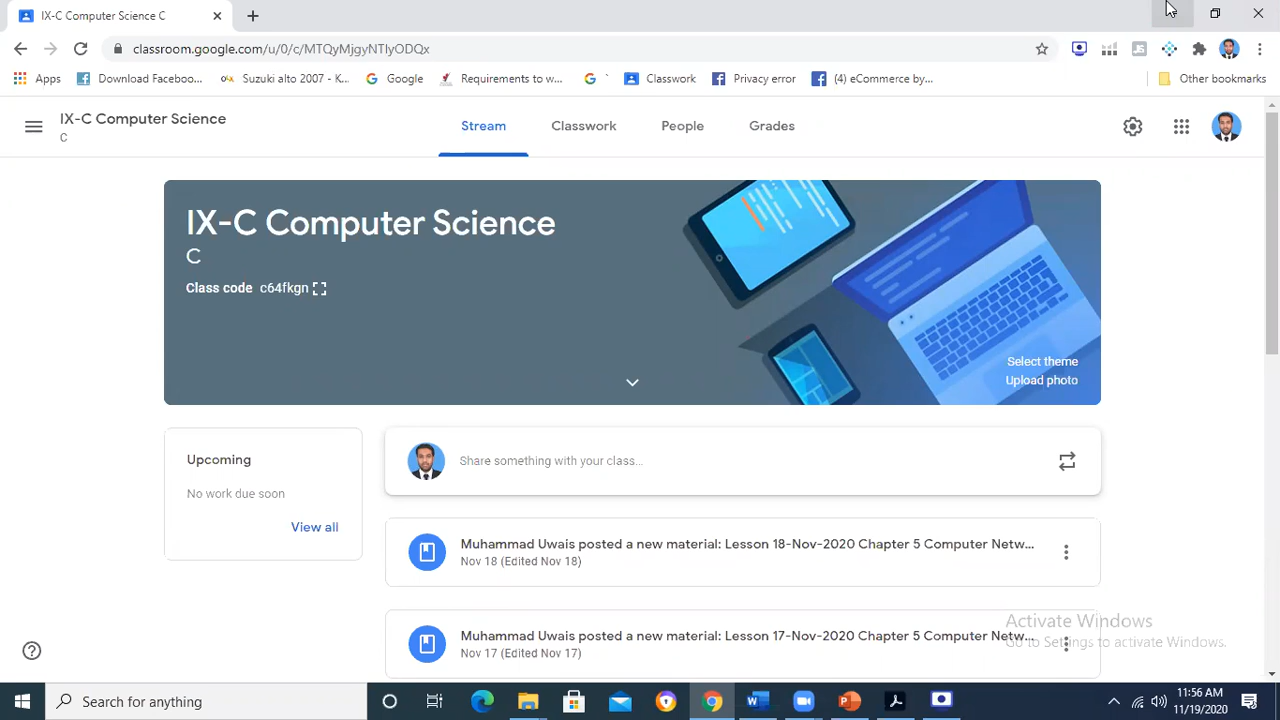 IX-C Computer Science C
classroom.google.com/u/0/c/MTQyMjgyNTIyODQx
Apps Download Faceboo... Suzuki alto 2007 - K... Google Requirements to w... Classwork Privacy error (4) eCommerce by... Other bookmarks
IX-C Computer Science
C
Stream Classwork People Grades
IX-C Computer Science
C
Class code c64fkgn
Select theme
Upload photo
Upcoming
No work due soon
View all
Share something with your class...
Muhammad Uwais posted a new material: Lesson 18-Nov-2020 Chapter 5 Computer Netw...
Nov 18 (Edited Nov 18)
Muhammad Uwais posted a new material: Lesson 17-Nov-2020 Chapter 5 Computer Netw...
Nov 17 (Edited Nov 17)
Activate Windows
Go to Settings to activate Windows.
Search for anything
11:56 AM
11/19/2020